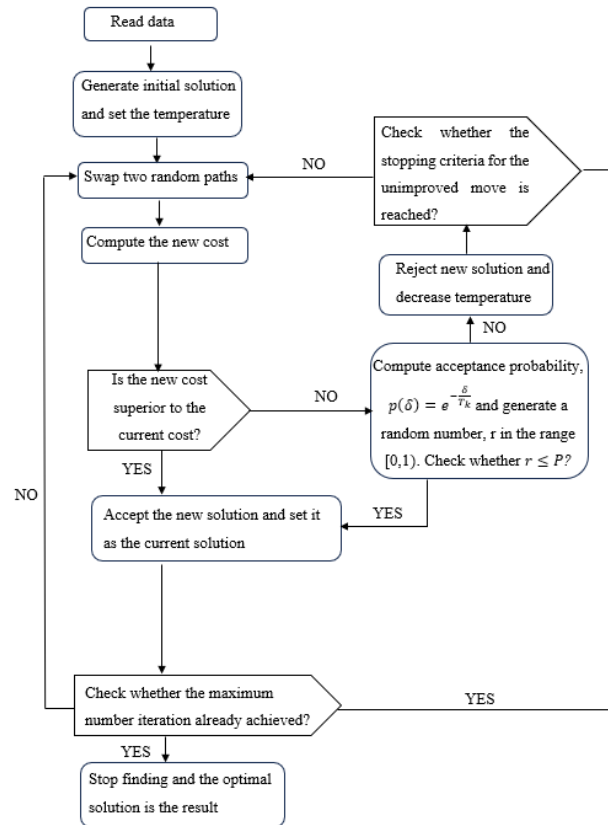 Read data
Generate initial solution
and set the temperature
Swap two random paths
Compute the new cost
Is the new cost
superior to the
current cost?
NO
YES
Compute acceptance probability,
p(δ) = e^{-δ/T_k} and generate a
random number, r in the range
[0,1). Check whether r ≤ P?
NO
Reject new solution and
decrease temperature
Check whether the
stopping criteria for the
unimproved move is
reached?
NO
YES
Accept the new solution and set it
as the current solution
NO
Check whether the maximum
number iteration already achieved?
YES
YES
Stop finding and the optimal
solution is the result